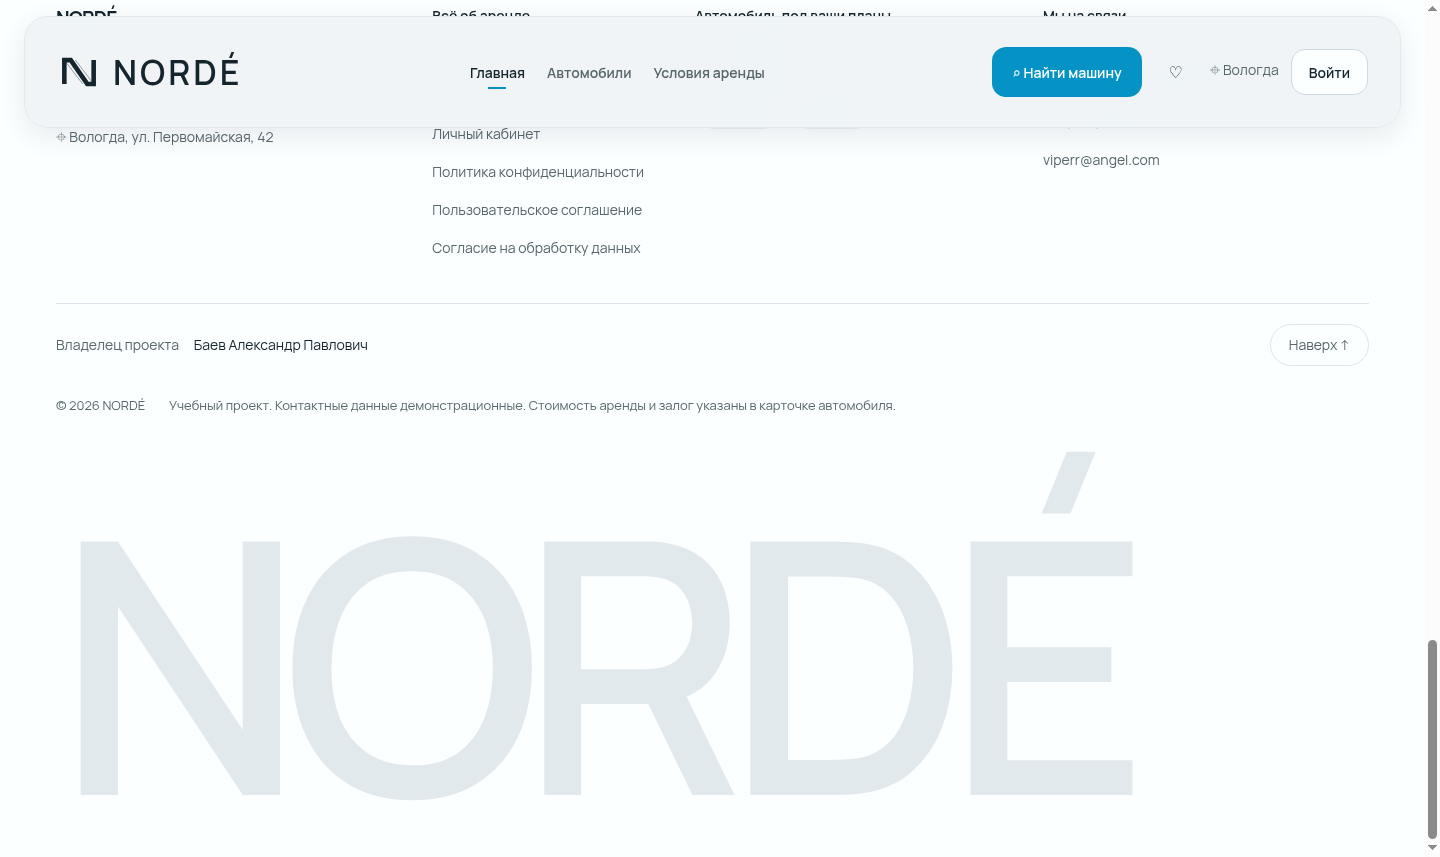 NORDÉ
Главная
Автомобили
Условия аренды
Найти машину
Вологда
Войти
Вологда, ул. Первомайская, 42
Личный кабинет
Политика конфиденциальности
Пользовательское соглашение
Согласие на обработку данных
viperr@angel.com
Владелец проекта Баев Александр Павлович
Наверх ↑
© 2026 NORDÉ Учебный проект. Контактные данные демонстрационные. Стоимость аренды и залог указаны в карточке автомобиля.
NORDÉ